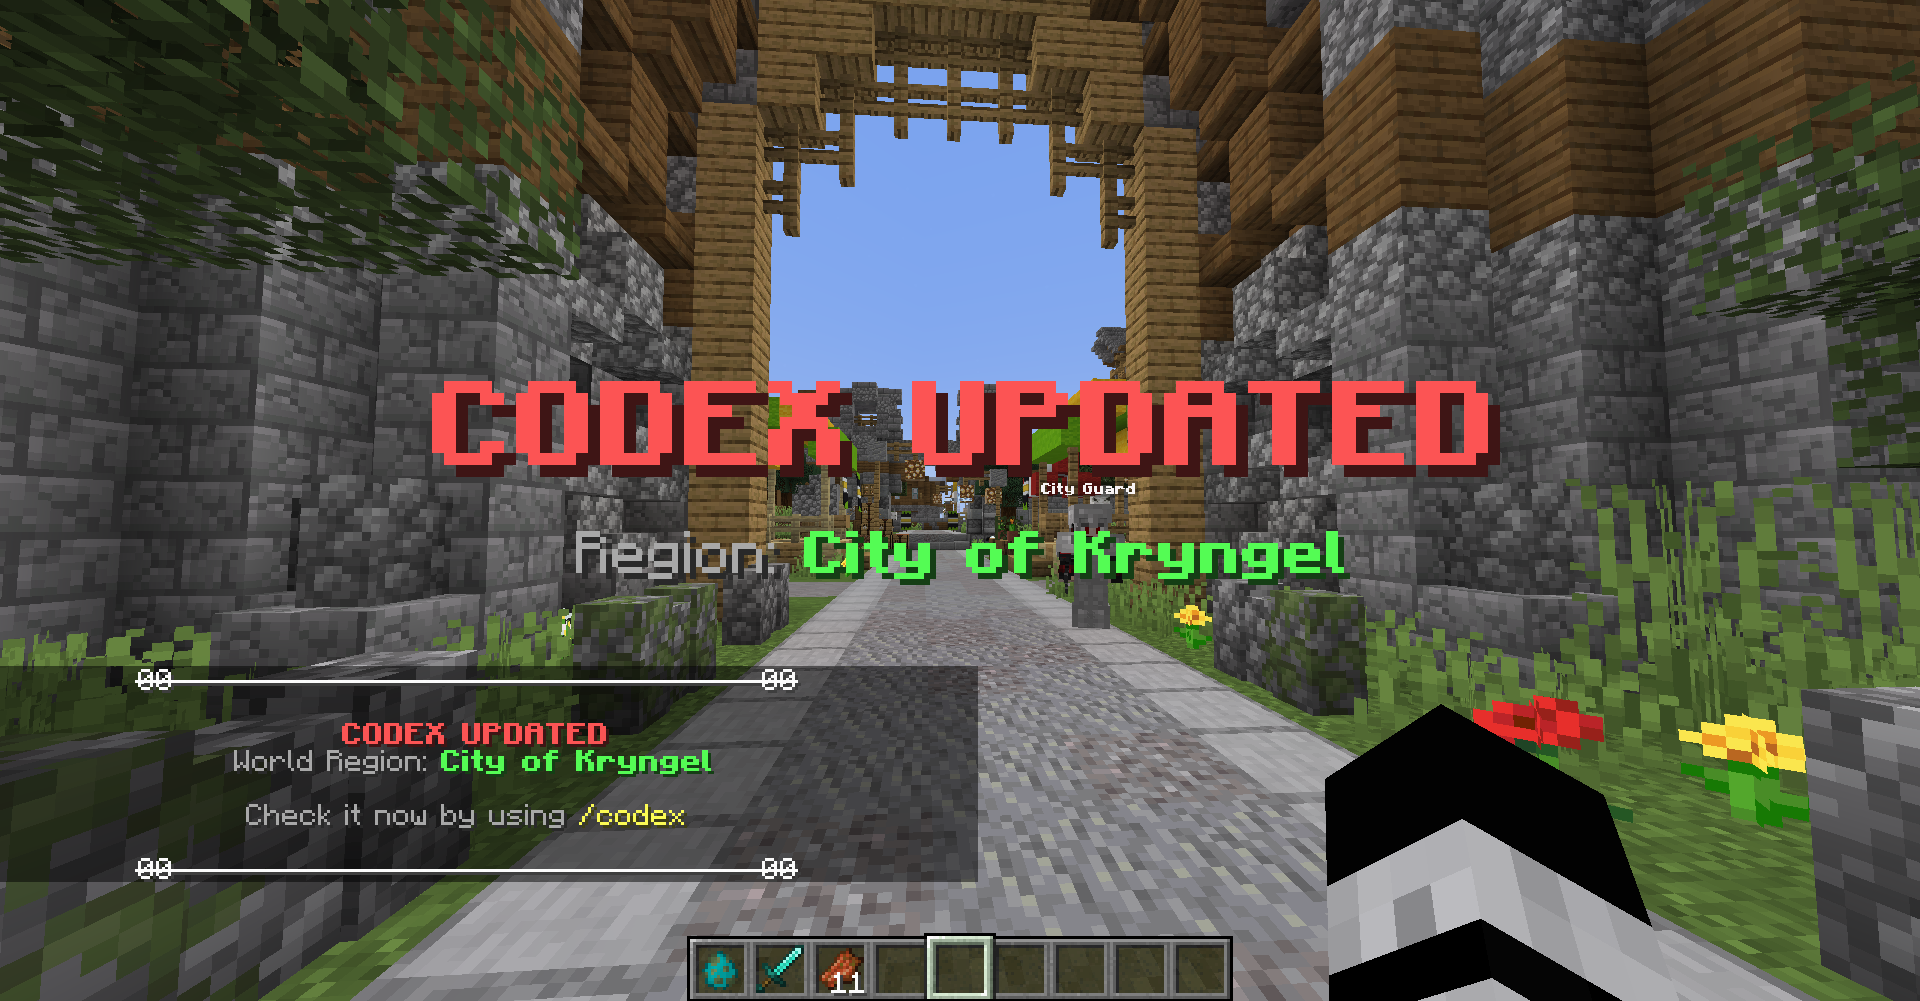 CODEX UPDATED
City Guard
Region: City of Kryngel
CODEX UPDATED
World Region: City of Kryngel
Check it now by using /codex
11